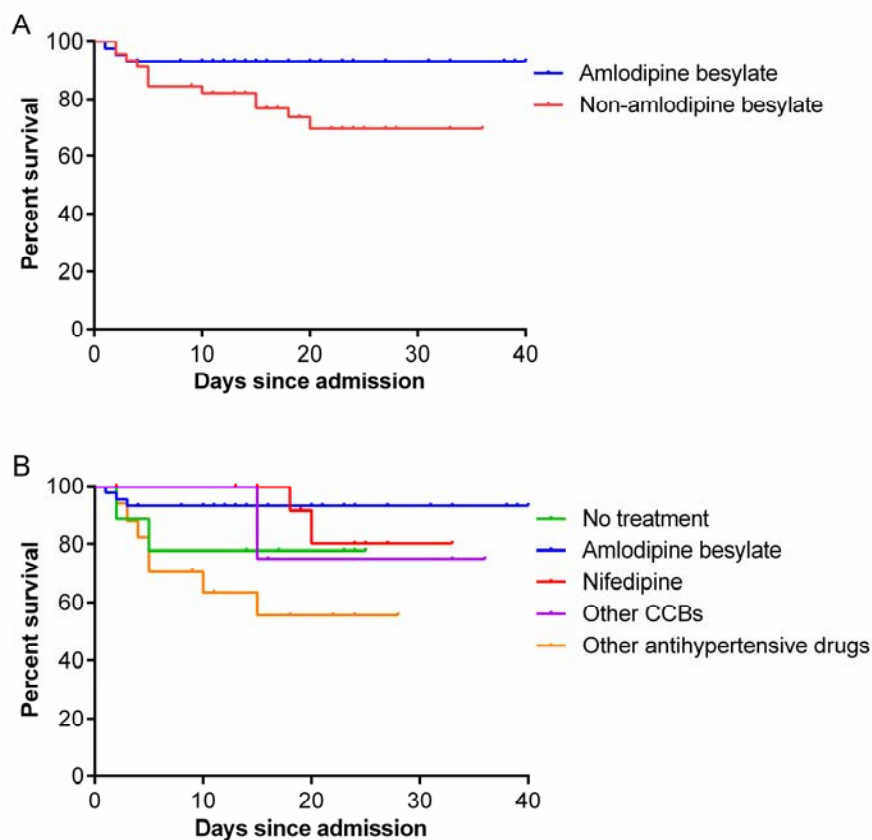 A
100
80
60
40
20
0
Percent survival
0 10 20 30 40
Days since admission
Amlodipine besylate
Non-amlodipine besylate
B
100
80
60
40
20
0
Percent survival
0 10 20 30 40
Days since admission
No treatment
Amlodipine besylate
Nifedipine
Other CCBs
Other antihypertensive drugs